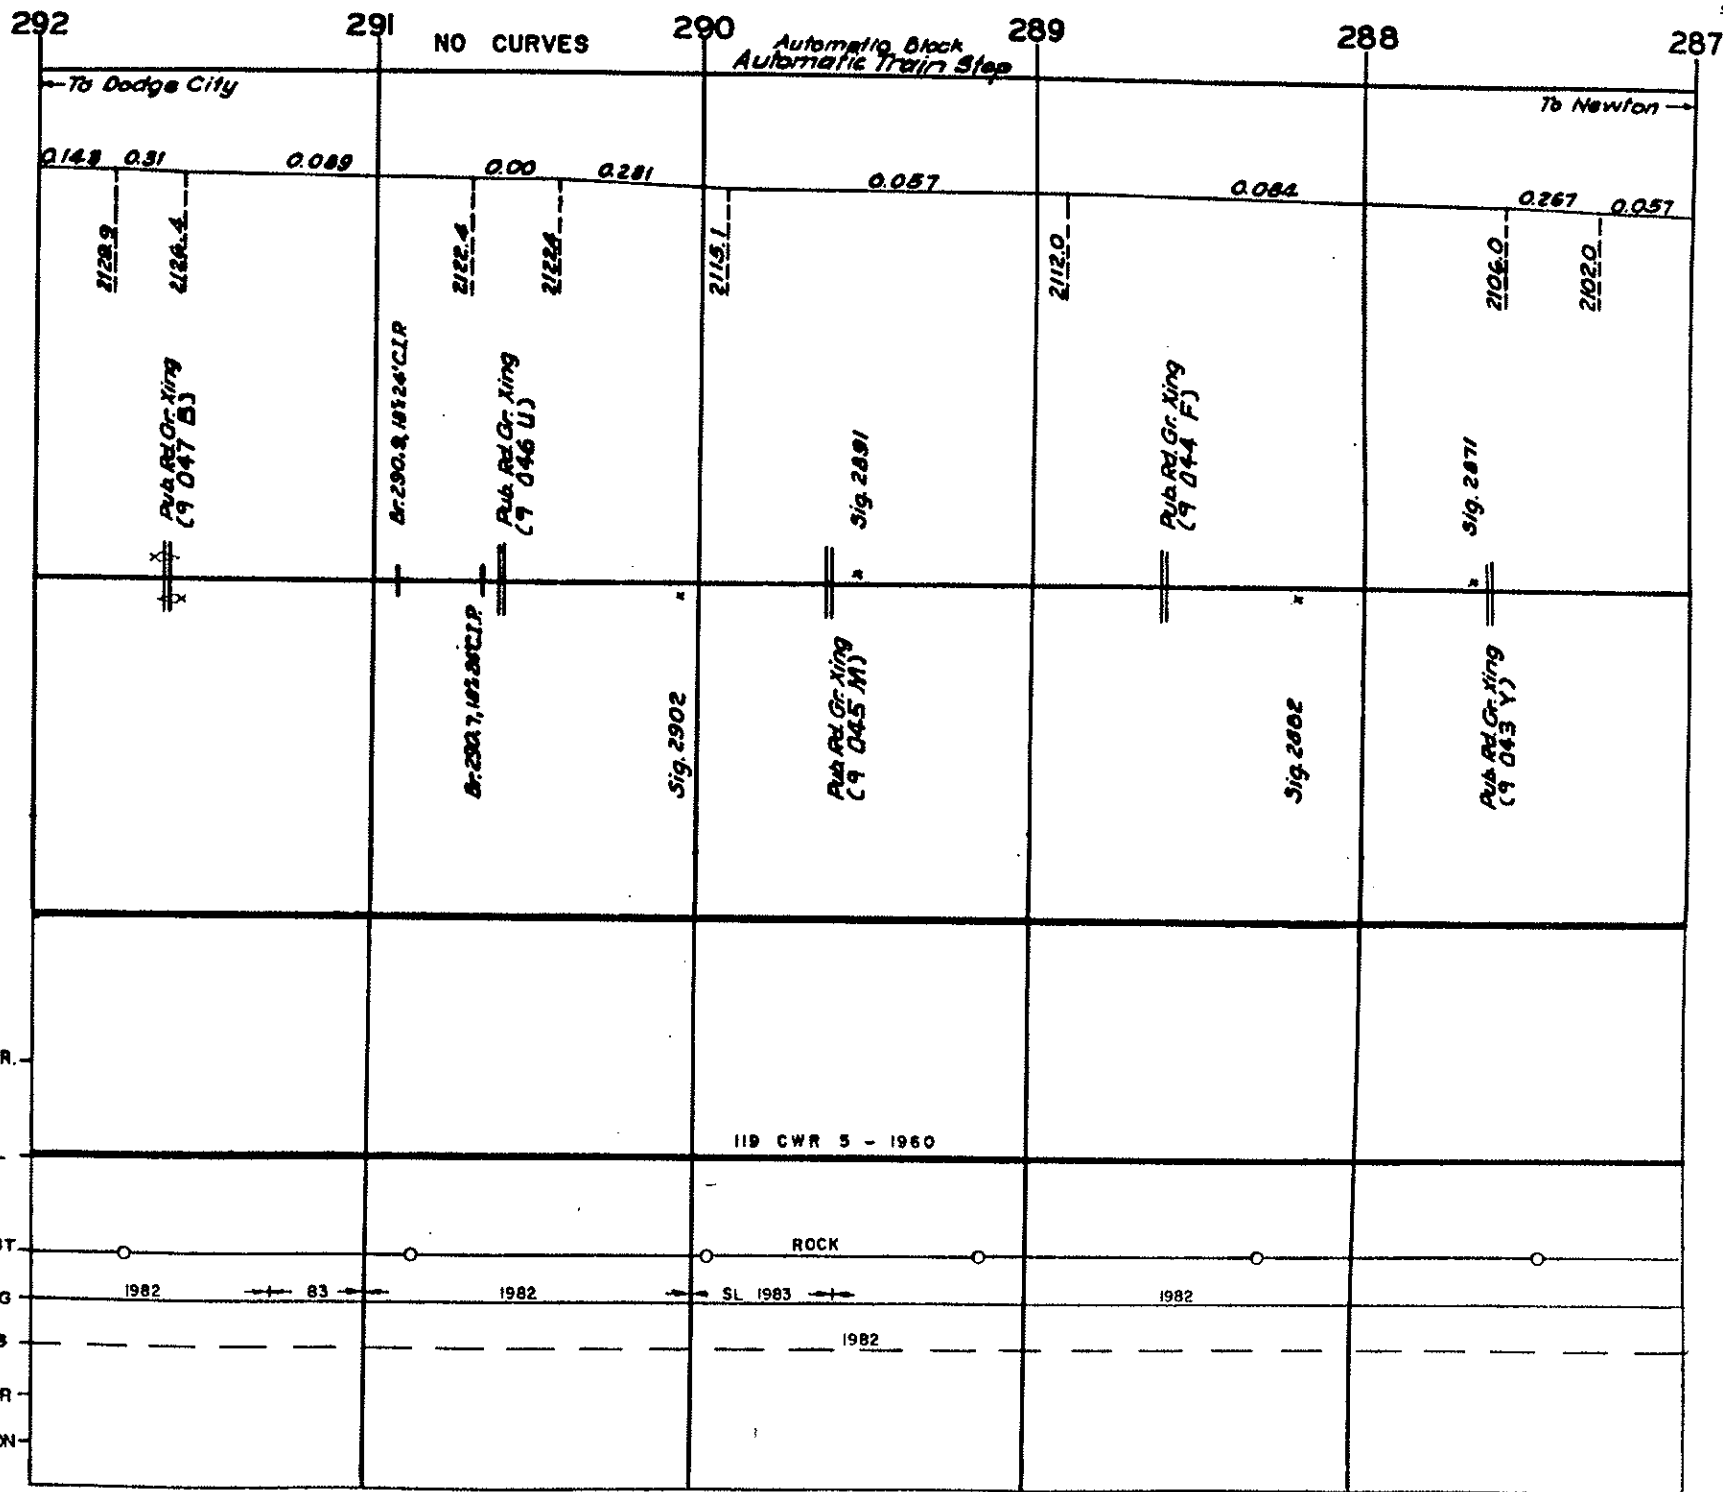 292 291 290 289 288 287
NO CURVES
Automatic Block
Automatic Train Stop
←To Dodge City
To Newton→
0.148 0.31 0.089 0.00 0.281 0.057 0.084 0.267 0.057
2128.9
2126.4
2122.4
2122.4
2115.1
2112.0
2106.0
2102.0
Pub. Rd. Gr. Xing
(9 047 B)
Br. 290.9, 18"x24' C.I.P.
Pub. Rd. Gr. Xing
(9 046 U)
Sig. 2891
Pub. Rd. Gr. Xing
(9 044 F)
Sig. 2871
Br. 290.7,
Sig. 2902
Pub. Rd. Gr. Xing
(9 045 M)
Sig. 2882
Pub. Rd. Gr. Xing
(9 043 Y)
R.
119 CWR 5 - 1960
ROCK
G
1982 83 1982 SL 1983 1982
1982
R
ON